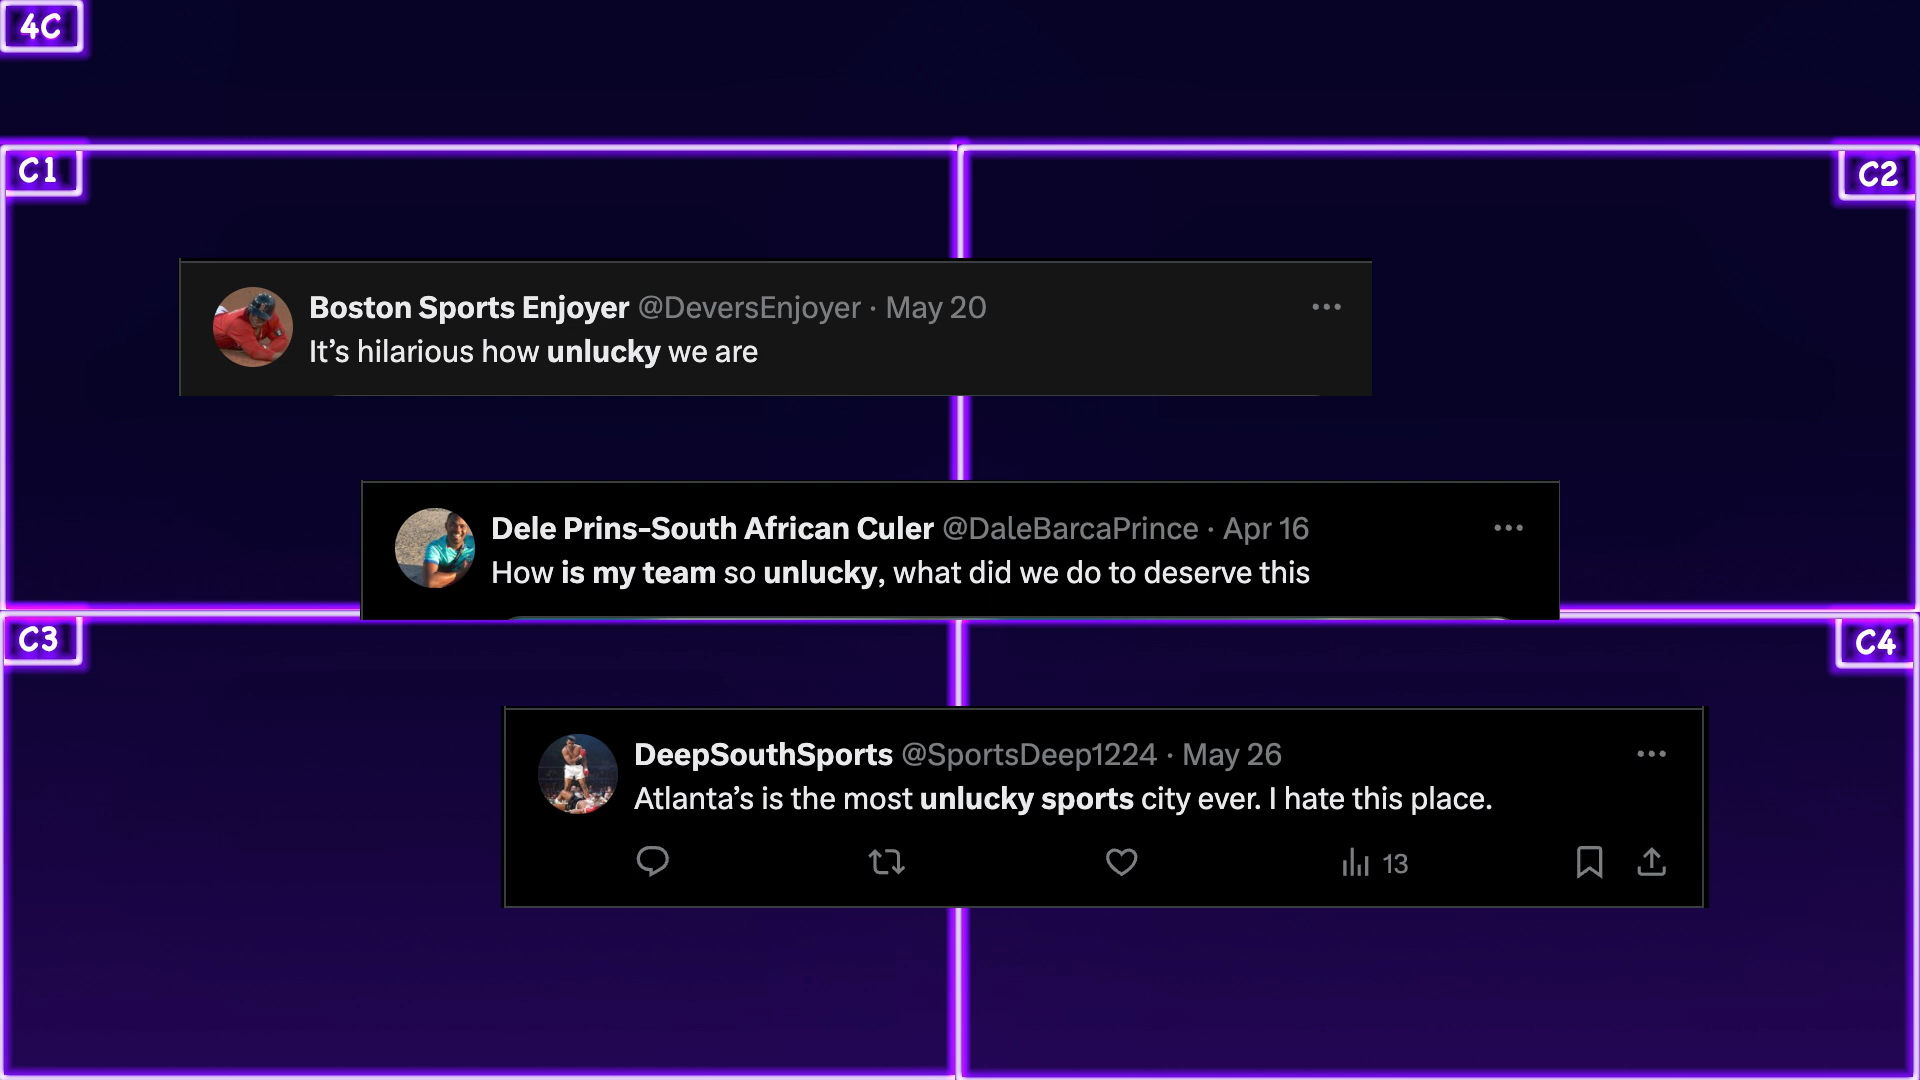 4C
C1
C2
Boston Sports Enjoyer @DeversEnjoyer · May 20
It’s hilarious how unlucky we are
Dele Prins-South African Culer @DaleBarcaPrince · Apr 16
How is my team so unlucky, what did we do to deserve this
C3
C4
DeepSouthSports @SportsDeep1224 · May 26
Atlanta’s is the most unlucky sports city ever. I hate this place.
13